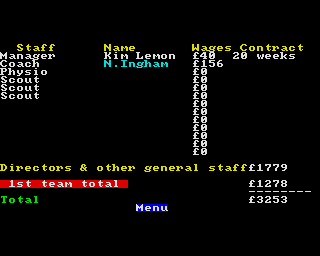 Staff Name Wages Contract
Manager Kim Lemon £40 20 weeks
Coach N.Ingham £156
Physio £0
Scout £0
Scout £0
Scout £0
£0
£0
£0
£0
£0
£0
£0
Directors & other general staff £1779
1st team total £1278
Total £3253
Menu